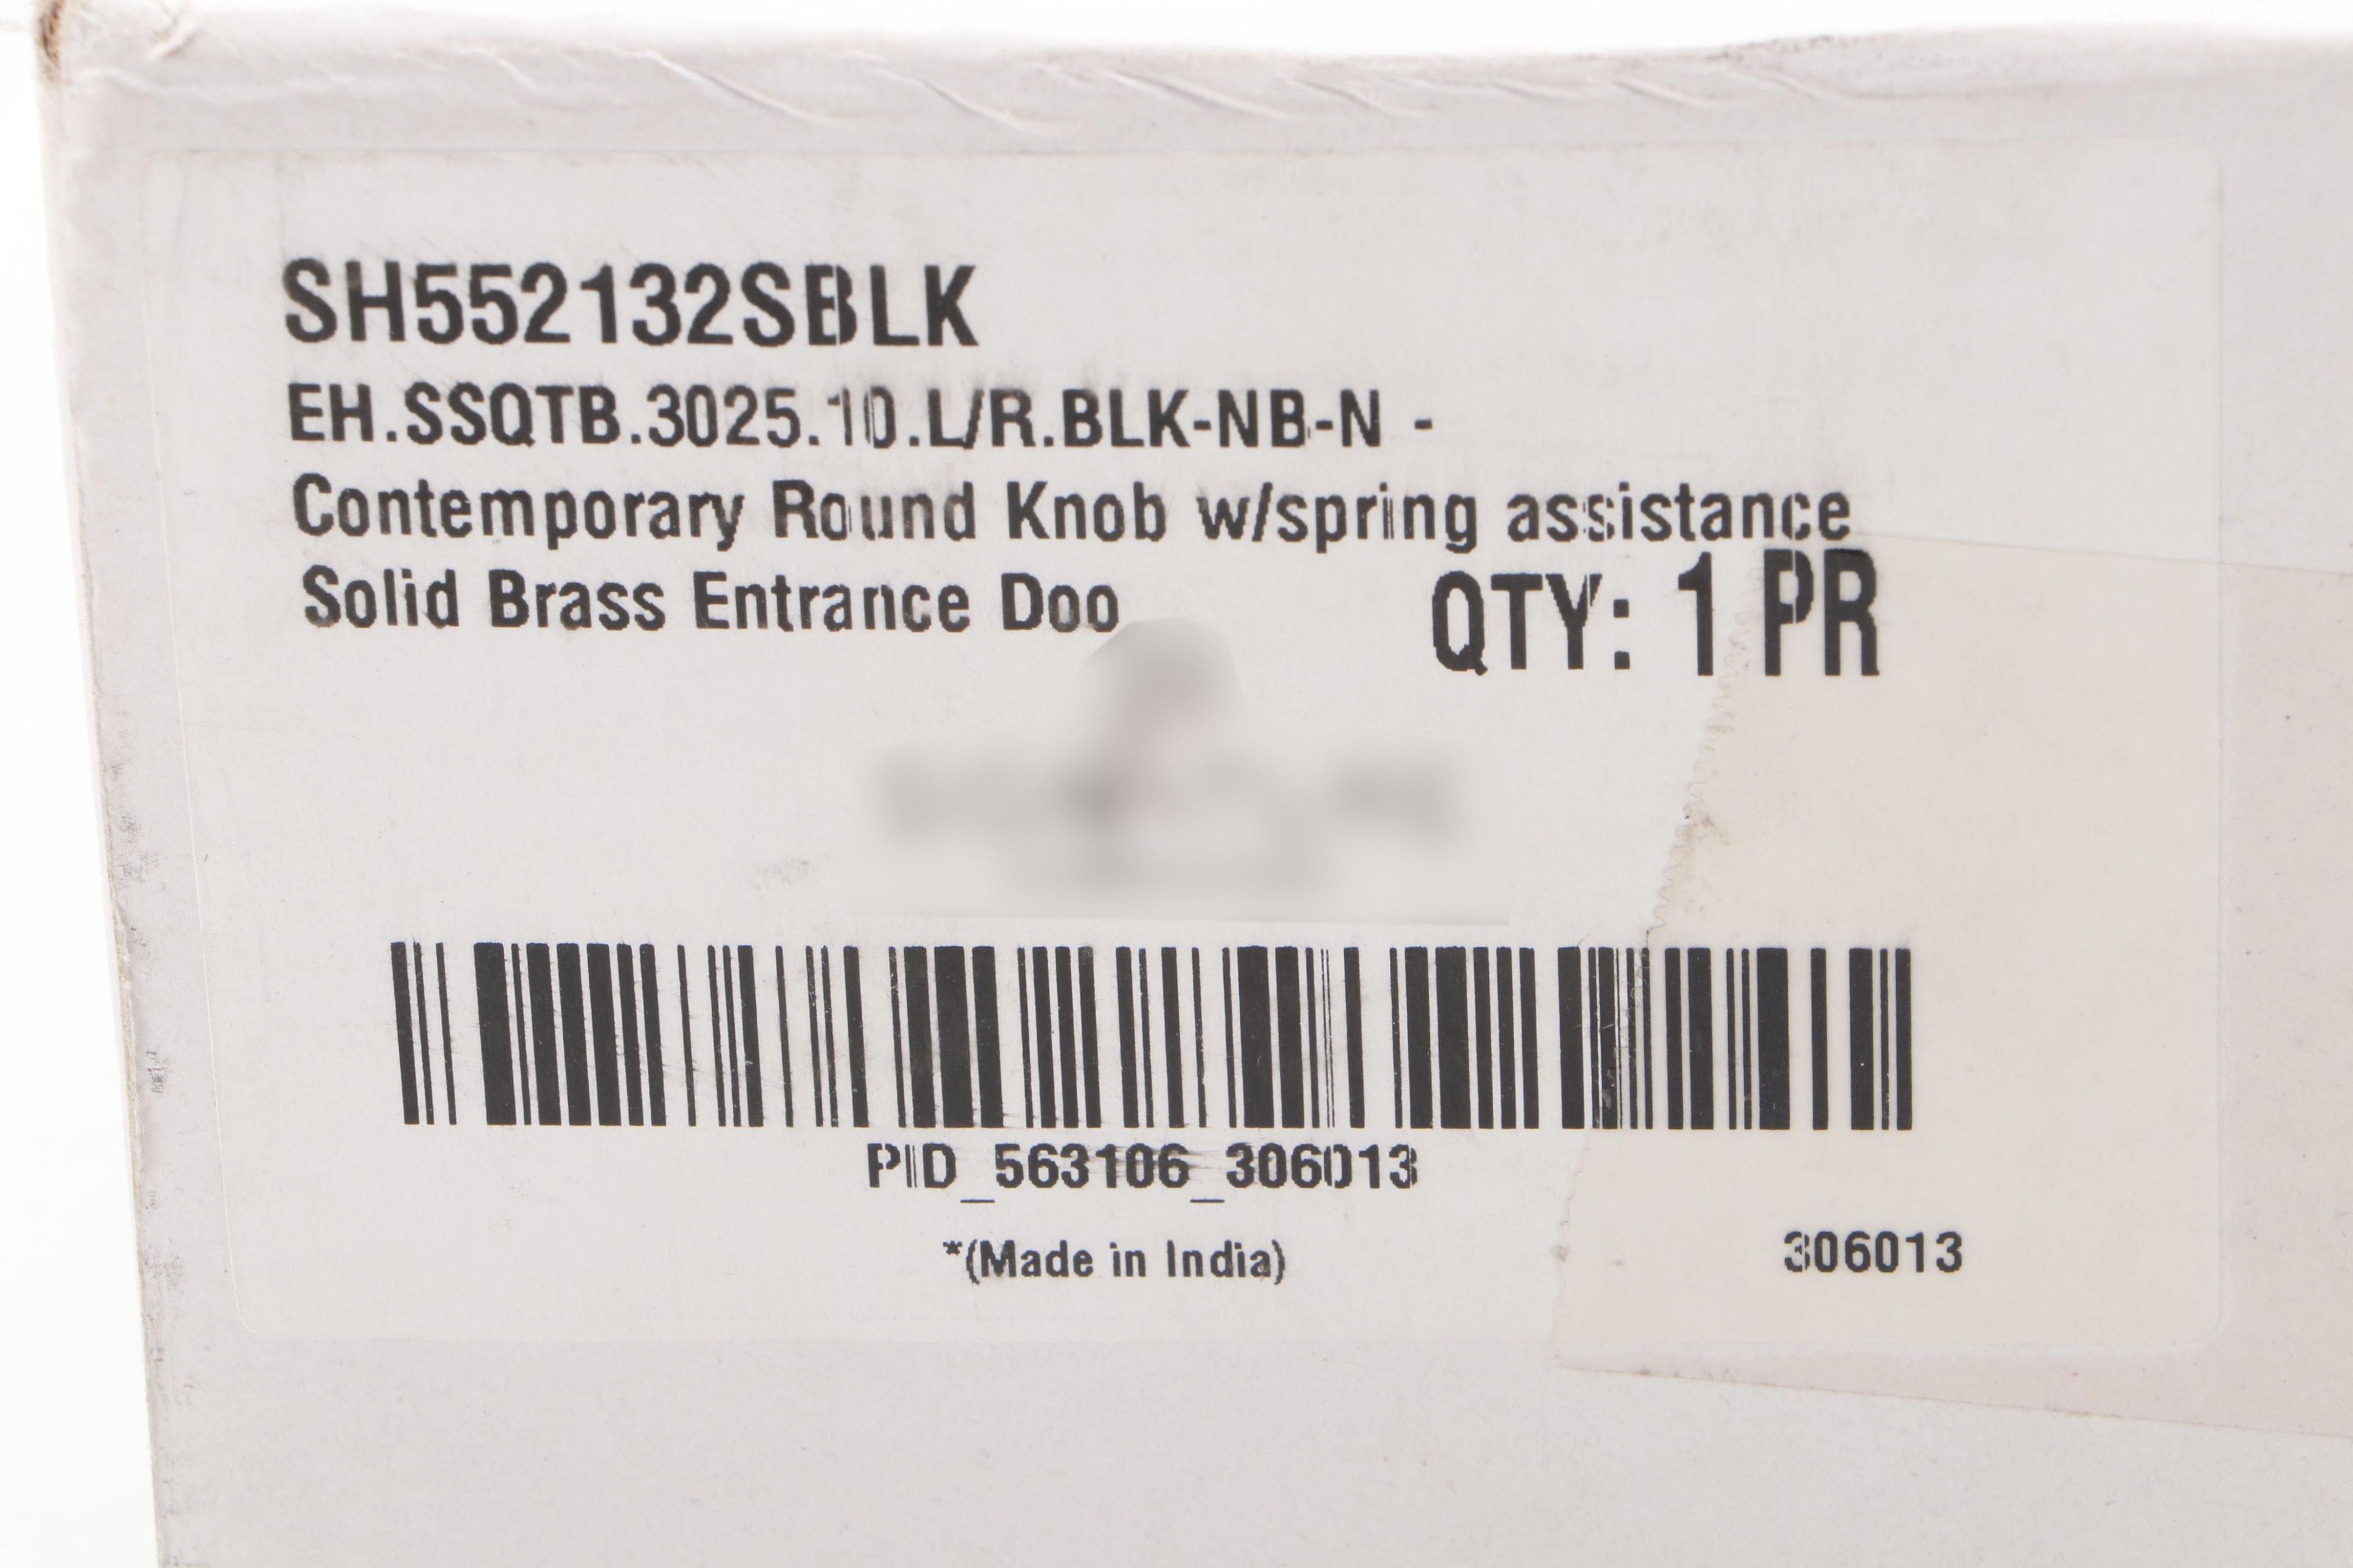 SH552132SBLK
EH.SSQTB.3025.10.L/R.BLK-NB-N -
Contemporary Round Knob w/spring assistance
Solid Brass Entrance Doo
QTY: 1 PR
PID_563106_306013
*(Made in India)
306013